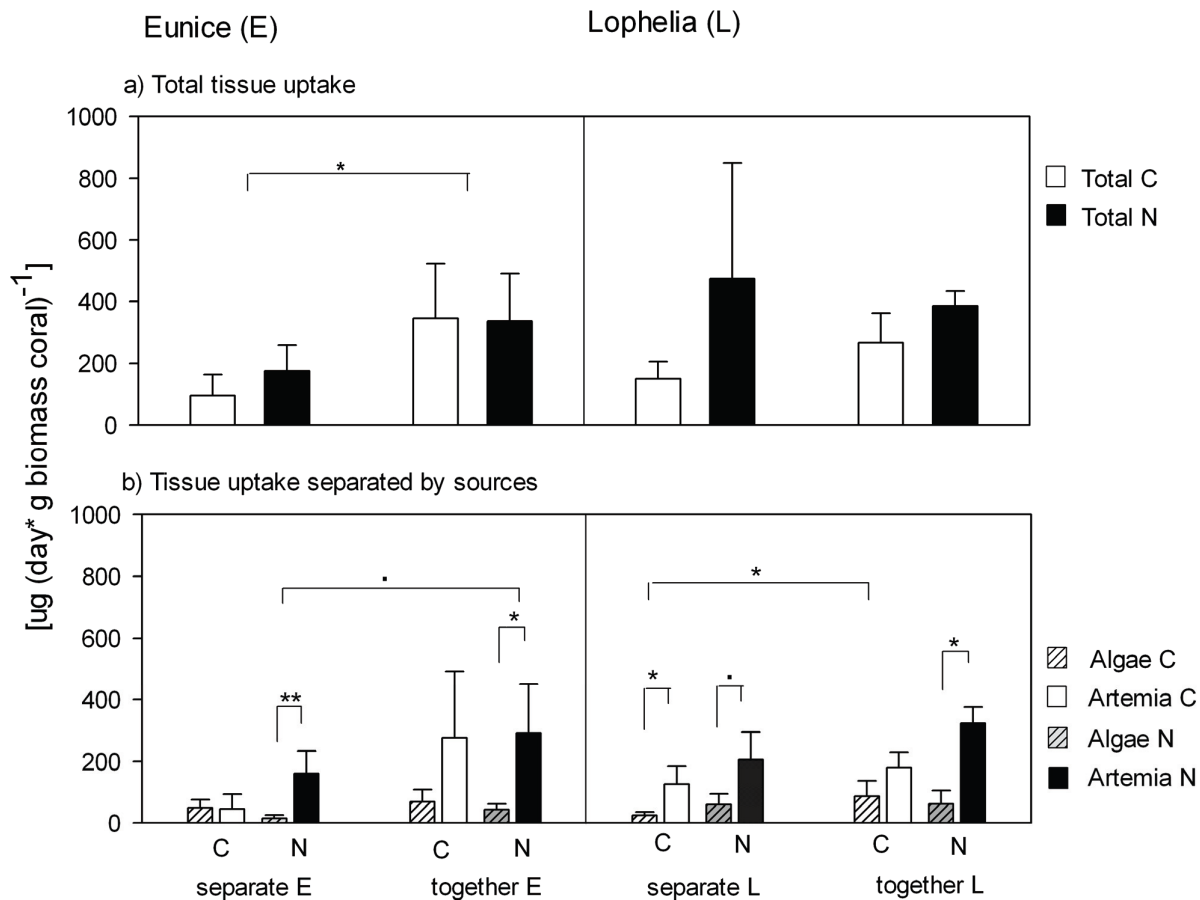 Eunice (E) Lophelia (L)
a) Total tissue uptake
1000
800
600
400
200
0
*
Total C
Total N
[ug (day* g biomass coral)-1]
b) Tissue uptake separated by sources
1000
800
600
400
200
0
. *
* * . *
**
Algae C
Artemia C
Algae N
Artemia N
C N C N C N C N
separate E together E separate L together L